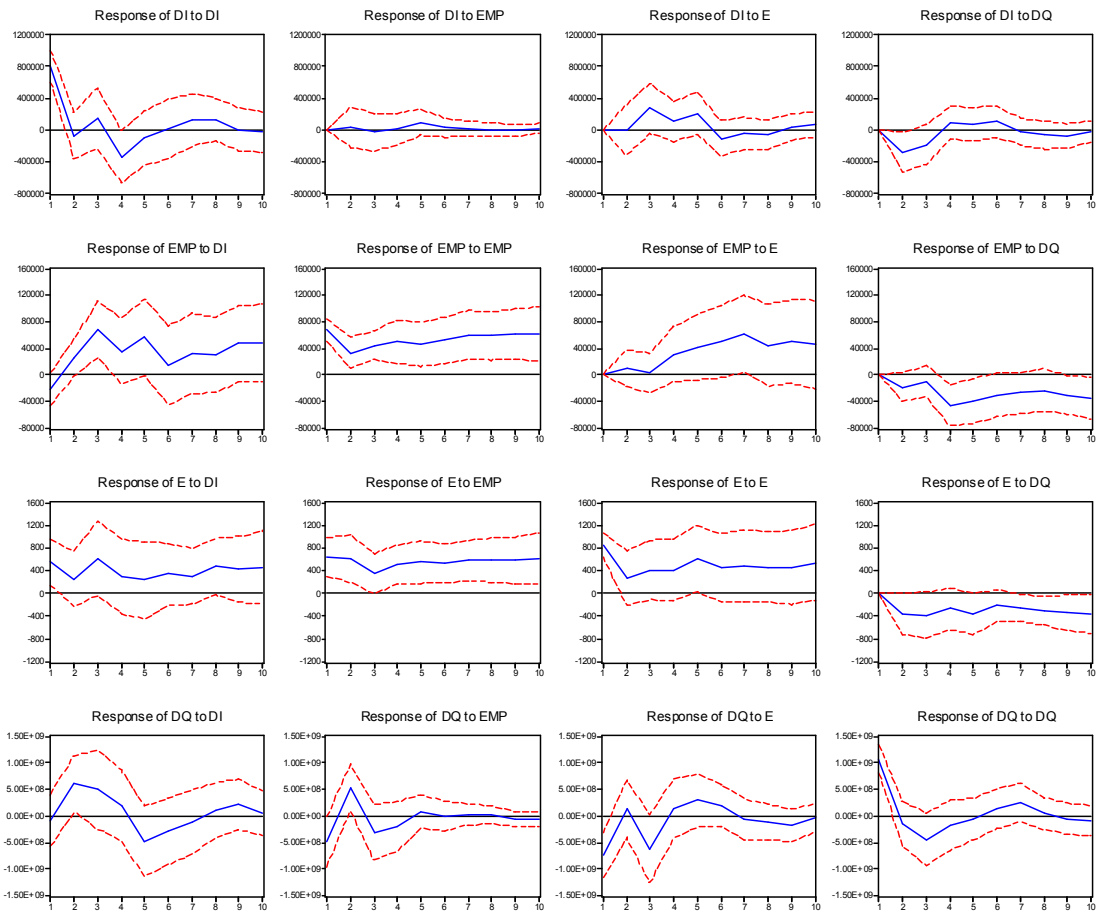 Response of DI to DI
1200000
800000
400000
0
-400000
-800000
1 2 3 4 5 6 7 8 9 10
Response of DI to EMP
1200000
800000
400000
0
-400000
-800000
1 2 3 4 5 6 7 8 9 10
Response of DI to E
1200000
800000
400000
0
-400000
-800000
1 2 3 4 5 6 7 8 9 10
Response of DI to DQ
1200000
800000
400000
0
-400000
-800000
1 2 3 4 5 6 7 8 9 10
Response of EMP to DI
160000
120000
80000
40000
0
-40000
-80000
1 2 3 4 5 6 7 8 9 10
Response of EMP to EMP
160000
120000
80000
40000
0
-40000
-80000
1 2 3 4 5 6 7 8 9 10
Response of EMP to E
160000
120000
80000
40000
0
-40000
-80000
1 2 3 4 5 6 7 8 9 10
Response of EMP to DQ
160000
120000
80000
40000
0
-40000
-80000
1 2 3 4 5 6 7 8 9 10
Response of E to DI
1600
1200
800
400
0
-400
-800
-1200
1 2 3 4 5 6 7 8 9 10
Response of E to EMP
1600
1200
800
400
0
-400
-800
-1200
1 2 3 4 5 6 7 8 9 10
Response of E to E
1600
1200
800
400
0
-400
-800
-1200
1 2 3 4 5 6 7 8 9 10
Response of E to DQ
1600
1200
800
400
0
-400
-800
-1200
1 2 3 4 5 6 7 8 9 10
Response of DQ to DI
1.50E+09
1.00E+09
5.00E+08
0.00E+00
-5.00E+08
-1.00E+09
-1.50E+09
1 2 3 4 5 6 7 8 9 10
Response of DQ to EMP
1.50E+09
1.00E+09
5.00E+08
0.00E+00
-5.00E+08
-1.00E+09
-1.50E+09
1 2 3 4 5 6 7 8 9 10
Response of DQ to E
1.50E+09
1.00E+09
5.00E+08
0.00E+00
-5.00E+08
-1.00E+09
-1.50E+09
1 2 3 4 5 6 7 8 9 10
Response of DQ to DQ
1.50E+09
1.00E+09
5.00E+08
0.00E+00
-5.00E+08
-1.00E+09
-1.50E+09
1 2 3 4 5 6 7 8 9 10